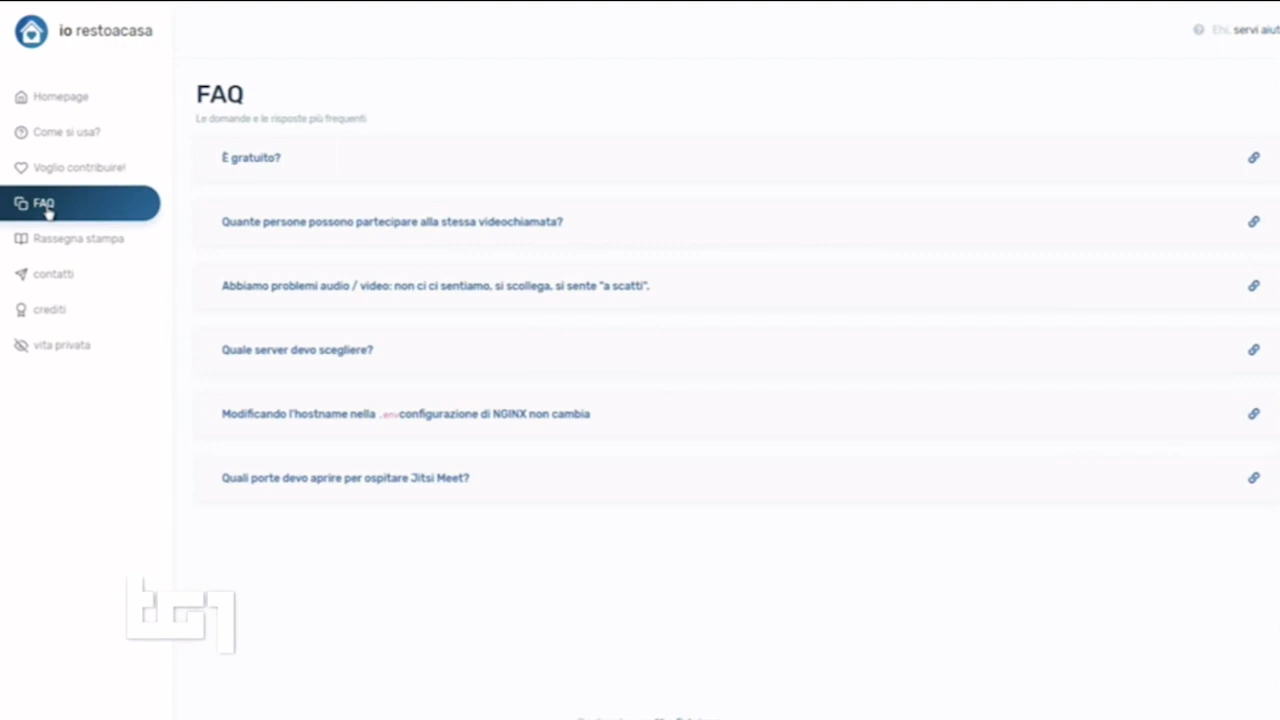 io restoacasa
Ehi, servi aiut
Homepage
Come si usa?
Voglio contribuire!
FAQ
Rassegna stampa
contatti
crediti
vita privata
FAQ
Le domande e le risposte più frequenti
È gratuito?
Quante persone possono partecipare alla stessa videochiamata?
Abbiamo problemi audio / video: non ci ci sentiamo, si scollega, si sente "a scatti".
Quale server devo scegliere?
Modificando l'hostname nella .env configurazione di NGINX non cambia
Quali porte devo aprire per ospitare Jitsi Meet?